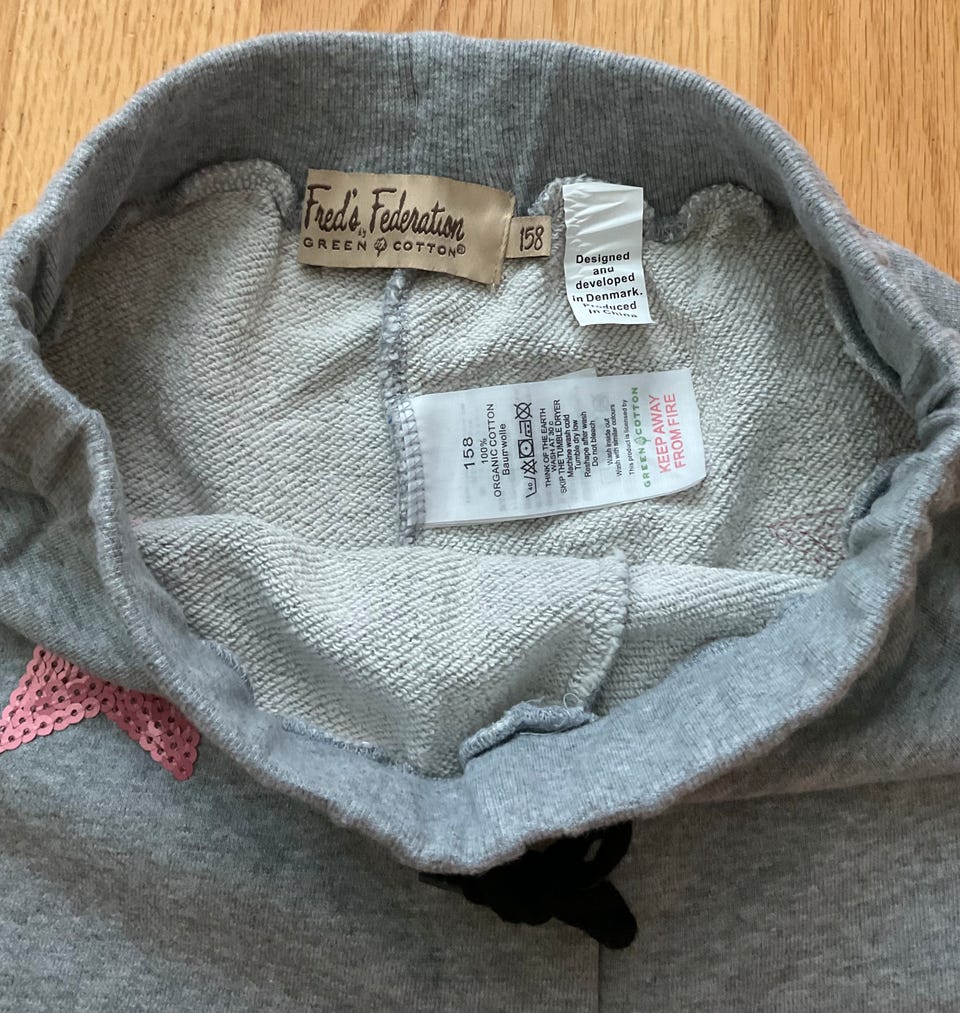 Fred's Federation
by
GREEN COTTON®
158
Designed
and
developed
in Denmark.
Produced
in China
158
100%
ORGANIC COTTON
Baumwolle
40
THINK OF THE EARTH
WASH AT 30 c
SKIP THE TUMBLE DRYER
Machine wash cold
Tumble dry low
Reshape after wash
Do not bleach
Wash inside out
Wash with similar colours
This product is licensed by
GREEN COTTON
KEEP AWAY
FROM FIRE